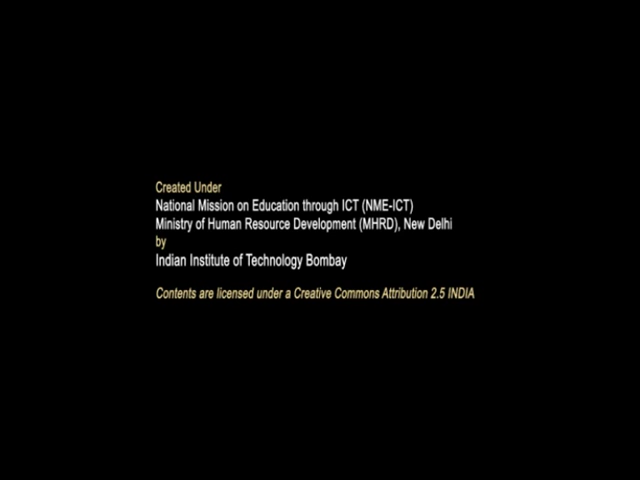 Created Under
National Mission on Education through ICT (NME-ICT)
Ministry of Human Resource Development (MHRD), New Delhi
by
Indian Institute of Technology Bombay
Contents are licensed under a Creative Commons Attribution 2.5 INDIA